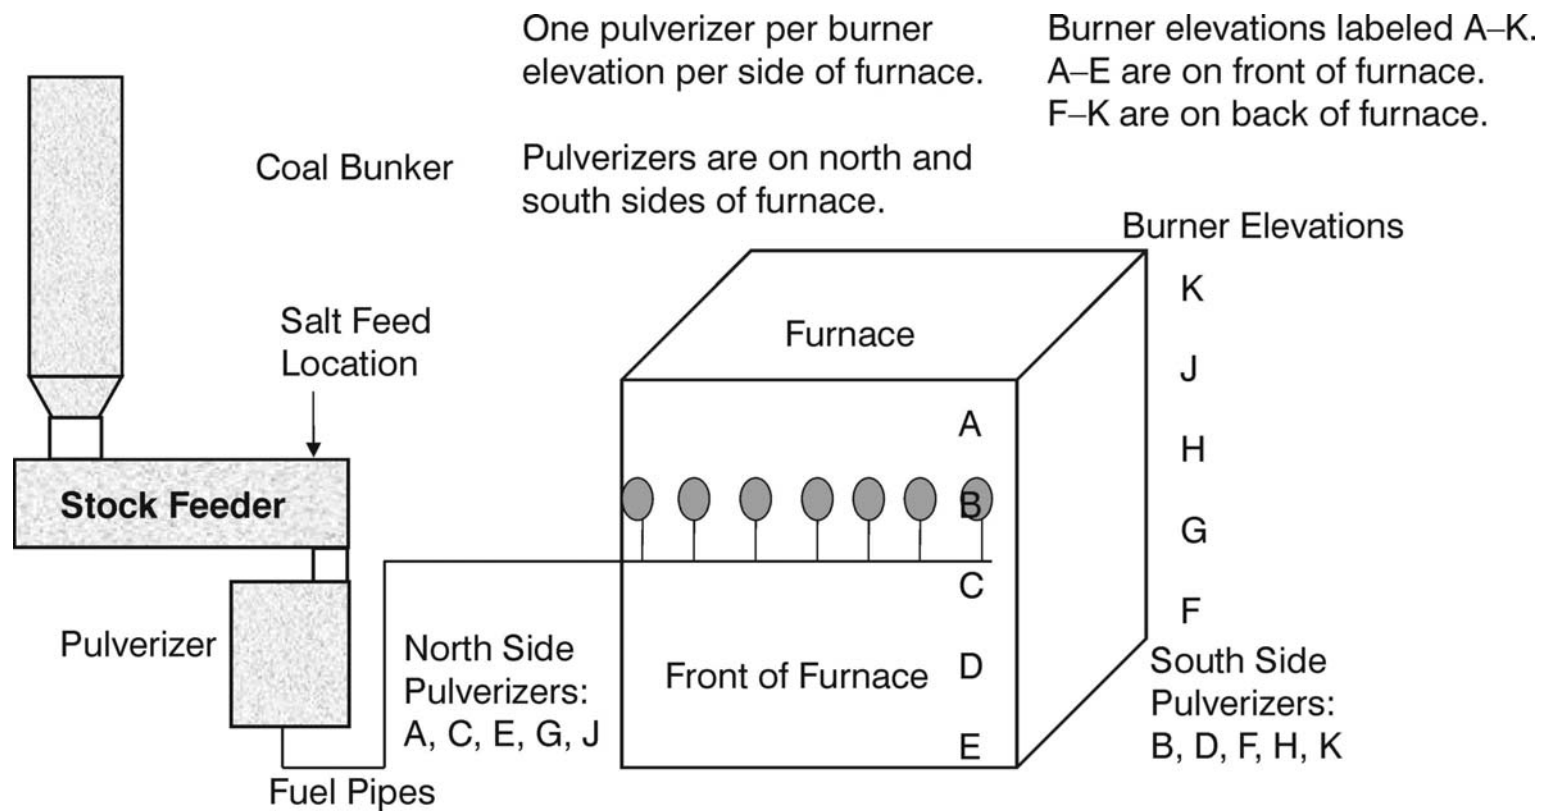 One pulverizer per burner
elevation per side of furnace.
Burner elevations labeled A–K.
A–E are on front of furnace.
F–K are on back of furnace.
Coal Bunker
Pulverizers are on north and
south sides of furnace.
Burner Elevations
K
J
H
G
F
Salt Feed
Location
Furnace
A
B
C
D
E
Stock Feeder
Pulverizer
North Side
Pulverizers:
A, C, E, G, J
Front of Furnace
South Side
Pulverizers:
B, D, F, H, K
Fuel Pipes